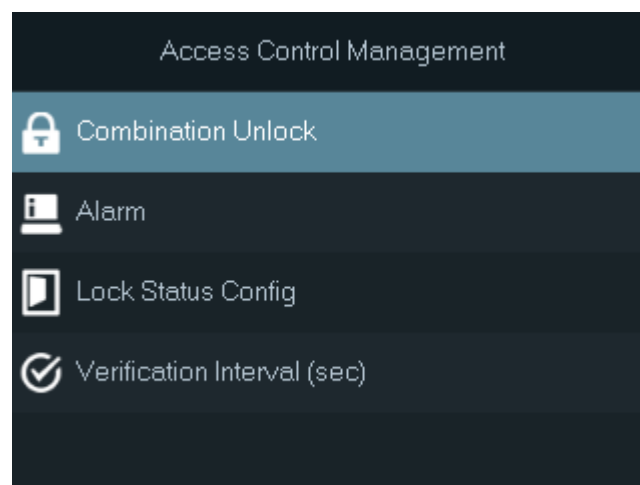 Access Control Management
Combination Unlock
Alarm
Lock Status Config
Verification Interval (sec)